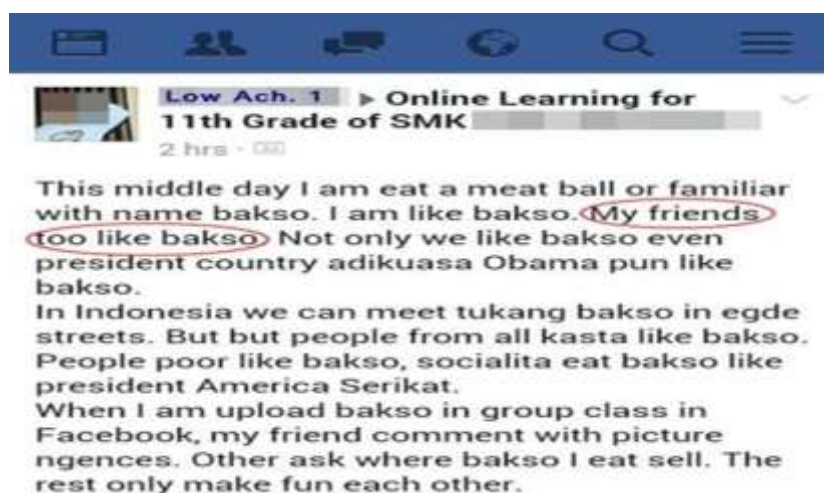 Low Ach. 1 ▸ Online Learning for
11th Grade of SMK
2 hrs ·
This middle day I am eat a meat ball or familiar
with name bakso. I am like bakso. My friends
too like bakso Not only we like bakso even
president country adikuasa Obama pun like
bakso.
In Indonesia we can meet tukang bakso in egde
streets. But but people from all kasta like bakso.
People poor like bakso, socialita eat bakso like
president America Serikat.
When I am upload bakso in group class in
Facebook, my friend comment with picture
ngences. Other ask where bakso I eat sell. The
rest only make fun each other.